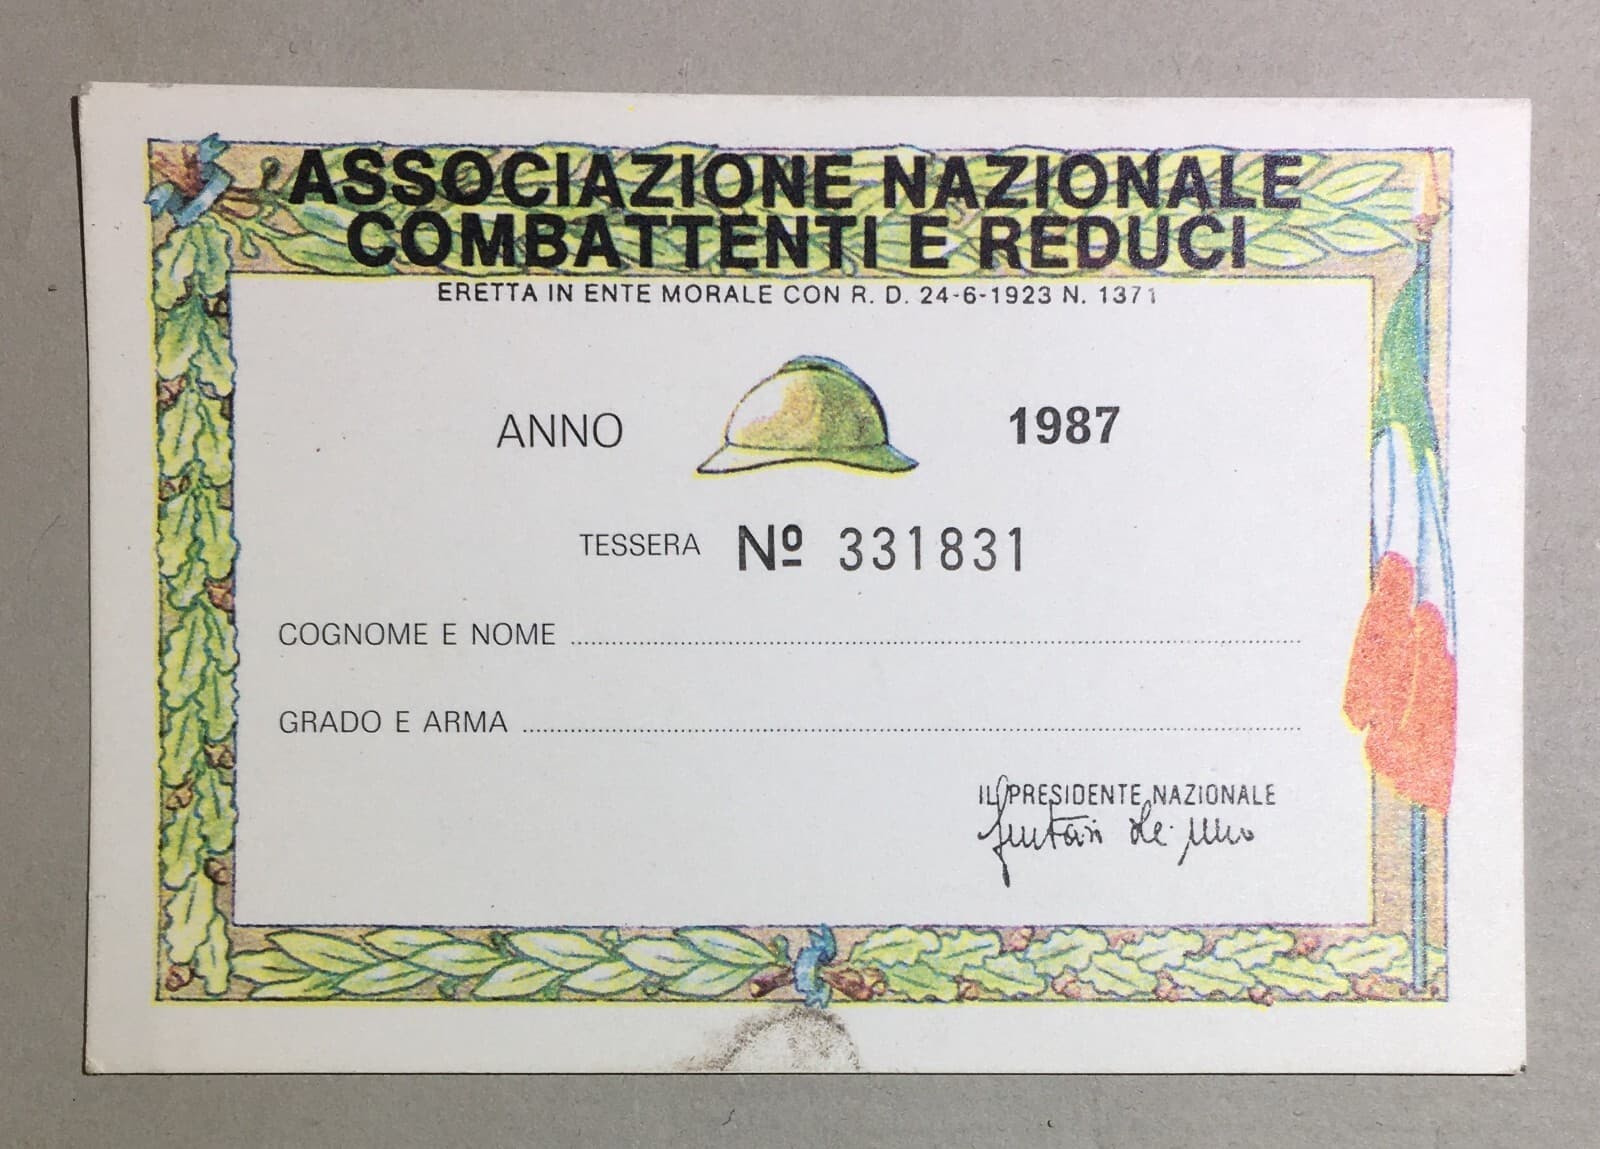 ASSOCIAZIONE NAZIONALE
COMBATTENTI E REDUCI
ERETTA IN ENTE MORALE CON R. D. 24-6-1923 N. 1371
ANNO 1987
TESSERA Nº 331831
COGNOME E NOME
GRADO E ARMA
IL PRESIDENTE NAZIONALE